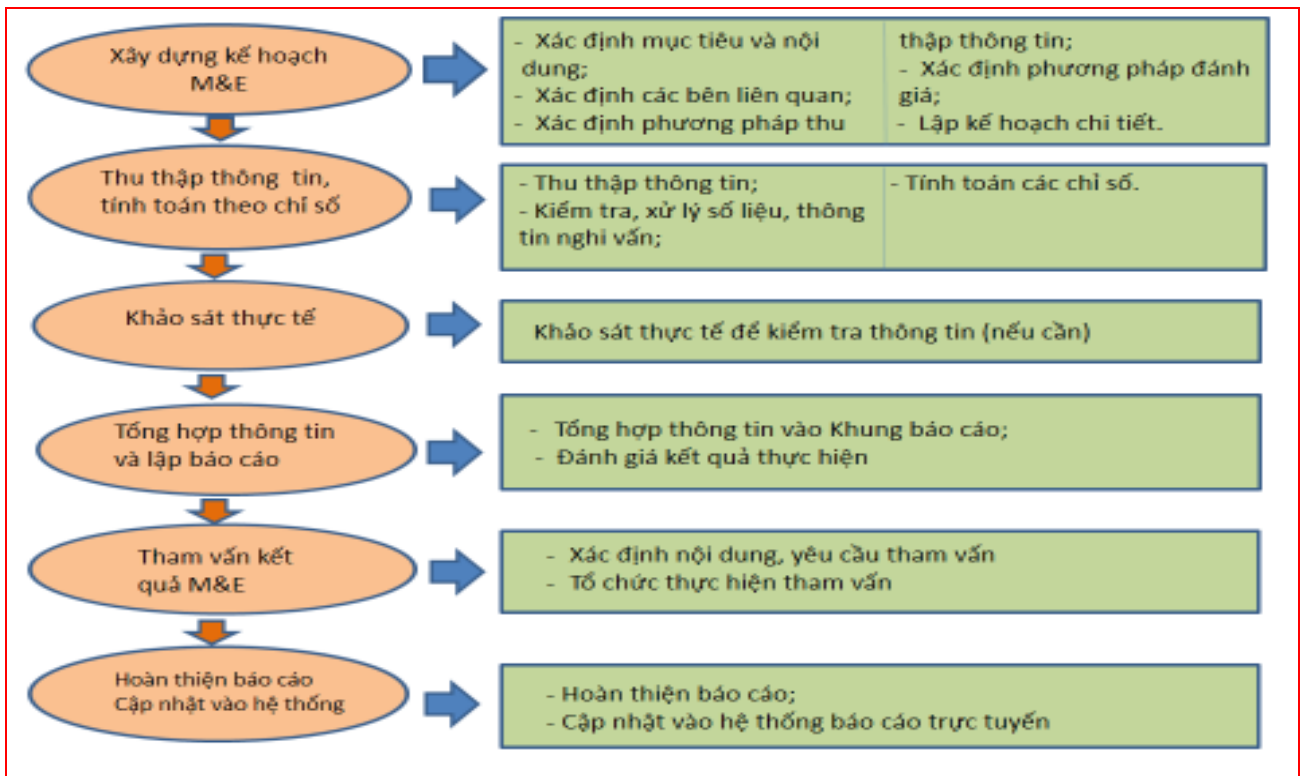 Xây dựng kế hoạch
M&E
- Xác định mục tiêu và nội
dung;
- Xác định các bên liên quan;
- Xác định phương pháp thu
thập thông tin;
- Xác định phương pháp đánh
giá;
- Lập kế hoạch chi tiết.
Thu thập thông tin,
tính toán theo chỉ số
- Thu thập thông tin;
- Kiểm tra, xử lý số liệu, thông
tin nghi vấn;
- Tính toán các chỉ số.
Khảo sát thực tế
Khảo sát thực tế để kiểm tra thông tin (nếu cần)
Tổng hợp thông tin
và lập báo cáo
- Tổng hợp thông tin vào Khung báo cáo;
- Đánh giá kết quả thực hiện
Tham vấn kết
quả M&E
- Xác định nội dung, yêu cầu tham vấn
- Tổ chức thực hiện tham vấn
Hoàn thiện báo cáo
Cập nhật vào hệ thống
- Hoàn thiện báo cáo;
- Cập nhật vào hệ thống báo cáo trực tuyến